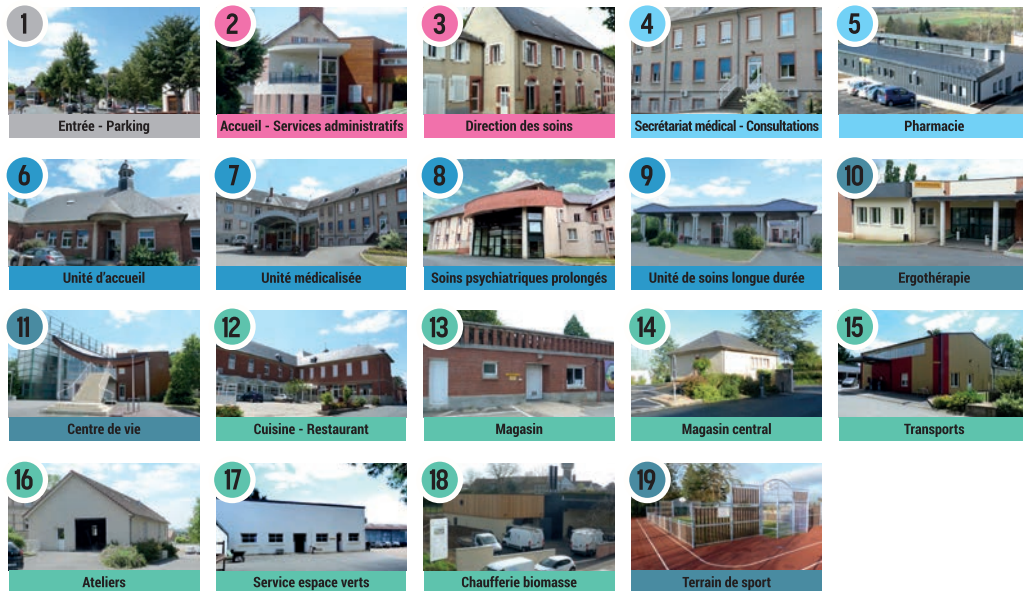 1
Entrée - Parking
2
Accueil - Services administratifs
3
Direction des soins
4
Secrétariat médical - Consultations
5
Pharmacie
6
Unité d'accueil
7
Unité médicalisée
8
Soins psychiatriques prolongés
9
Unité de soins longue durée
10
Ergothérapie
11
Centre de vie
12
Cuisine - Restaurant
13
Magasin
14
Magasin central
15
Transports
16
Ateliers
17
Service espace verts
18
Chaufferie biomasse
19
Terrain de sport